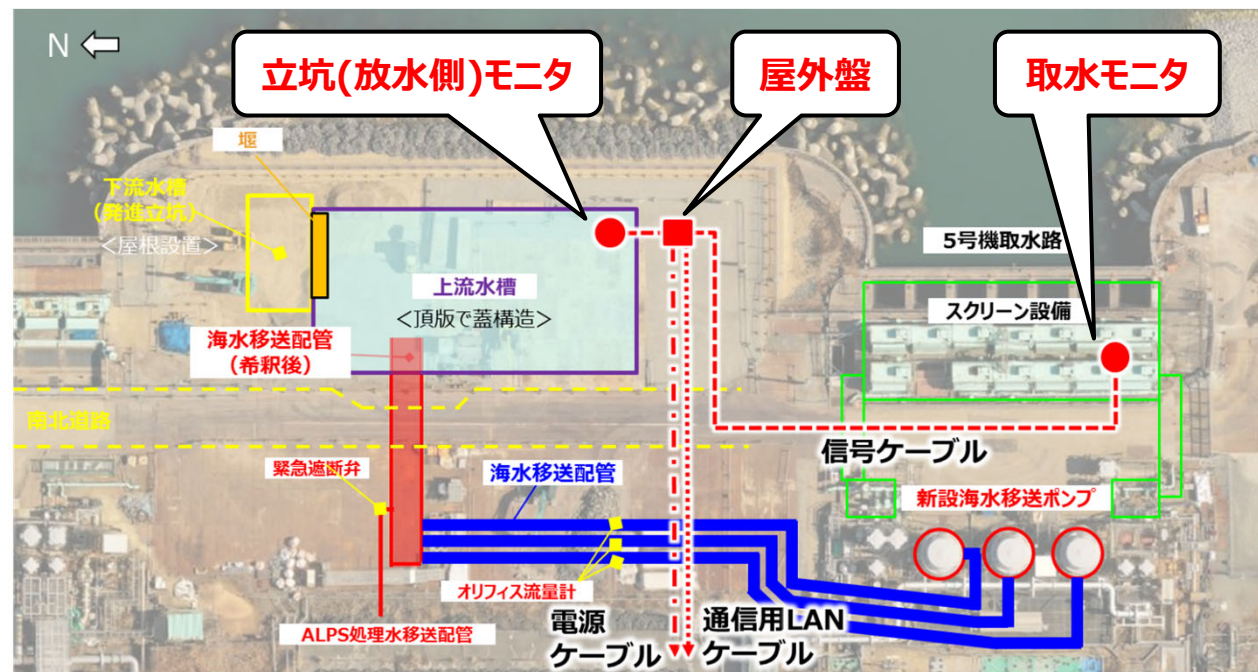 N
立坑(放水側)モニタ
屋外盤
取水モニタ
堰
下流水槽
(発進立坑)
＜屋根設置＞
5号機取水路
上流水槽
＜頂版で蓋構造＞
スクリーン設備
海水移送配管
(希釈後)
南北道路
信号ケーブル
緊急遮断弁
海水移送配管
新設海水移送ポンプ
オリフィス流量計
ALPS処理水移送配管
電源
ケーブル
通信用LAN
ケーブル